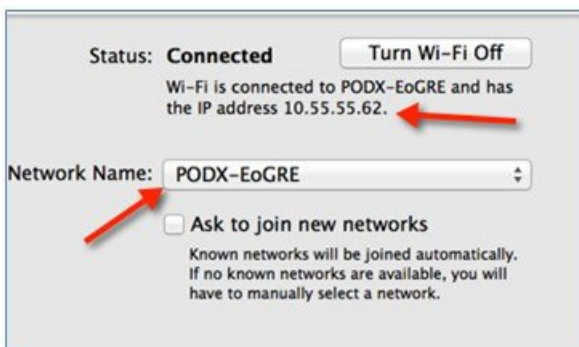 Status: Connected Turn Wi-Fi Off
Wi-Fi is connected to PODX-EoGRE and has
the IP address 10.55.55.62.
Network Name: PODX-EoGRE
Ask to join new networks
Known networks will be joined automatically.
If no known networks are available, you will
have to manually select a network.